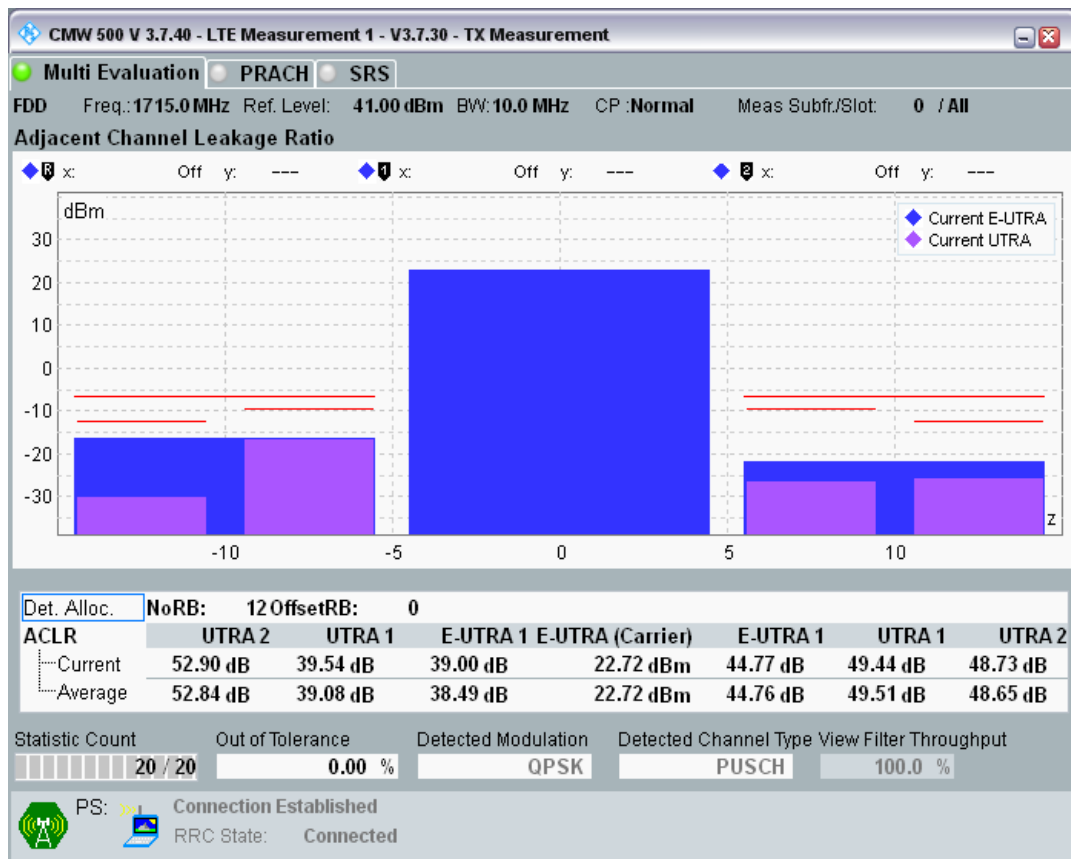 CMW 500 V 3.7.40 - LTE Measurement 1 - V3.7.30 - TX Measurement
Multi Evaluation PRACH SRS
FDD Freq.:1715.0 MHz Ref. Level: 41.00 dBm BW:10.0 MHz CP :Normal Meas Subfr./Slot: 0 / All
Adjacent Channel Leakage Ratio
R x: Off y: --- 1 x: Off y: --- 2 x: Off y: ---
dBm
Current E-UTRA
Current UTRA
30
20
10
0
-10
-20
-30
z
-10 -5 0 5 10
Det. Alloc. NoRB: 12 OffsetRB: 0
ACLR UTRA 2 UTRA 1 E-UTRA 1 E-UTRA (Carrier) E-UTRA 1 UTRA 1 UTRA 2
Current 52.90 dB 39.54 dB 39.00 dB 22.72 dBm 44.77 dB 49.44 dB 48.73 dB
Average 52.84 dB 39.08 dB 38.49 dB 22.72 dBm 44.76 dB 49.51 dB 48.65 dB
Statistic Count Out of Tolerance Detected Modulation Detected Channel Type View Filter Throughput
20 / 20 0.00 % QPSK PUSCH 100.0 %
PS: Connection Established
RRC State: Connected